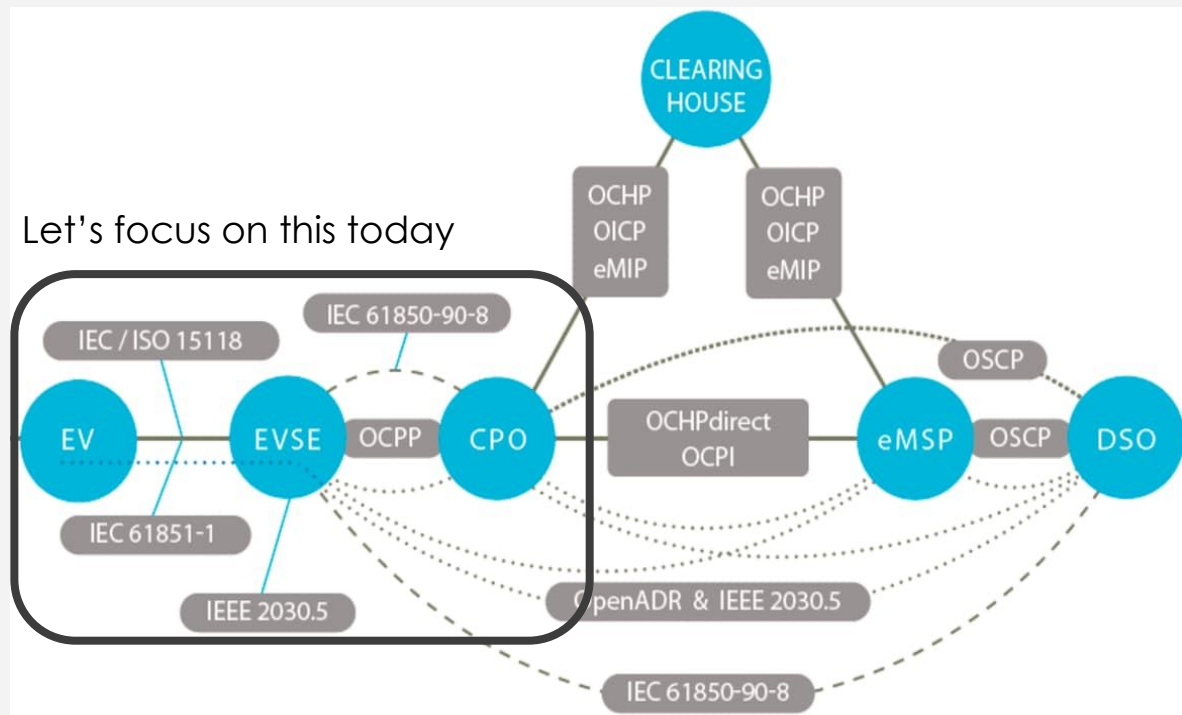 CLEARING
HOUSE
OCHP
OICP
eMIP
OCHP
OICP
eMIP
Let's focus on this today
IEC 61850-90-8
IEC / ISO 15118
OSCP
EV
EVSE
OCPP
CPO
OCHPdirect
OCPI
eMSP
OSCP
DSO
IEC 61851-1
IEEE 2030.5
OpenADR & IEEE 2030.5
IEC 61850-90-8